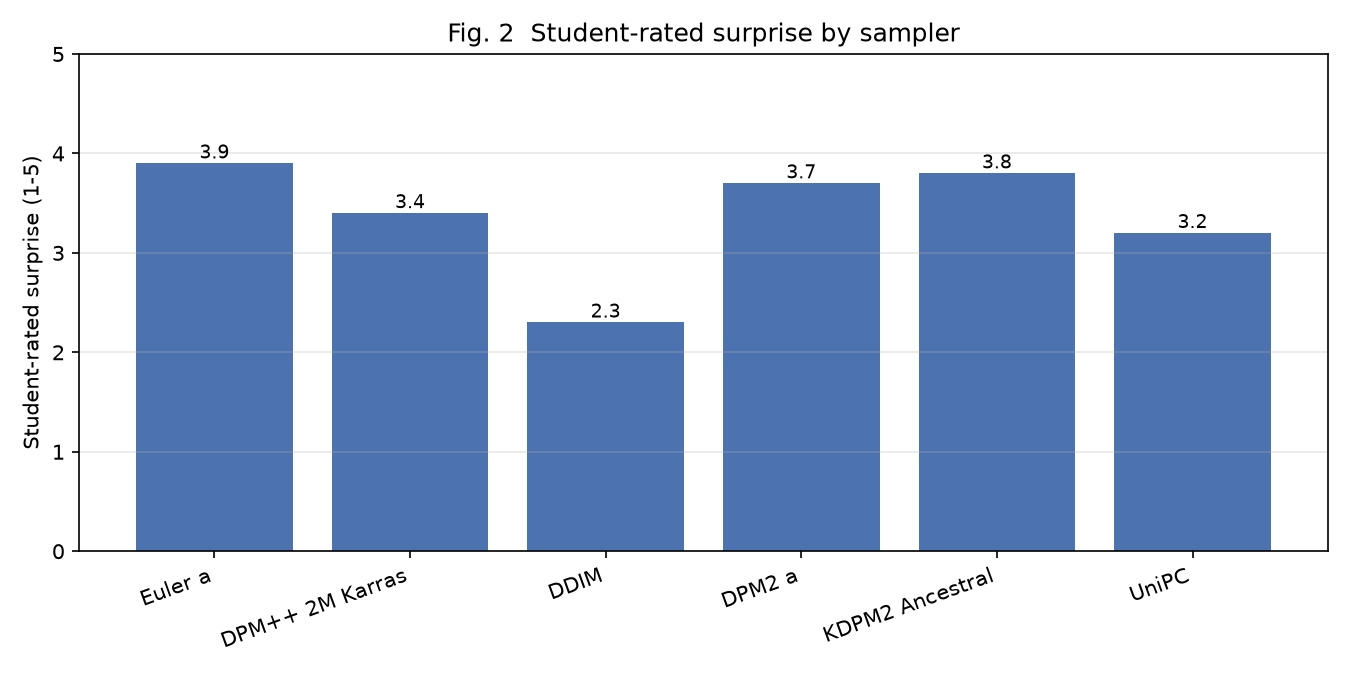 Fig. 2  Student-rated surprise by sampler
Student-rated surprise (1-5)
5
4
3
2
1
0
3.9
3.4
2.3
3.7
3.8
3.2
Euler a
DPM++ 2M Karras
DDIM
DPM2 a
KDPM2 Ancestral
UniPC